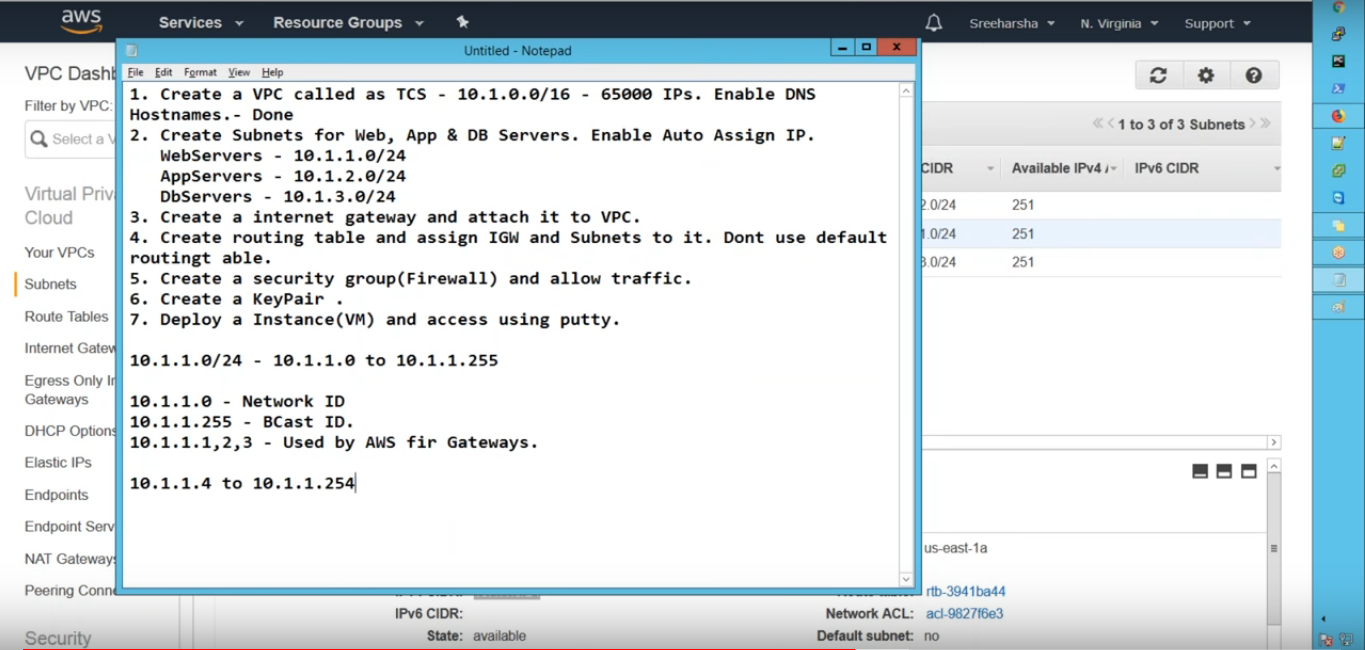 aws
Services Resource Groups Sreeharsha N. Virginia Support
Untitled - Notepad
File Edit Format View Help
1. Create a VPC called as TCS - 10.1.0.0/16 - 65000 IPs. Enable DNS
Hostnames.- Done
2. Create Subnets for Web, App & DB Servers. Enable Auto Assign IP.
WebServers - 10.1.1.0/24
AppServers - 10.1.2.0/24
DbServers - 10.1.3.0/24
3. Create a internet gateway and attach it to VPC.
4. Create routing table and assign IGW and Subnets to it. Dont use default
routingt able.
5. Create a security group(Firewall) and allow traffic.
6. Create a KeyPair .
7. Deploy a Instance(VM) and access using putty.
10.1.1.0/24 - 10.1.1.0 to 10.1.1.255
10.1.1.0 - Network ID
10.1.1.255 - BCast ID.
10.1.1.1,2,3 - Used by AWS fir Gateways.
10.1.1.4 to 10.1.1.254
VPC Dashb
Filter by VPC:
Select a V
Virtual Priva
Cloud
Your VPCs
Subnets
Route Tables
Internet Gatew
Egress Only In
Gateways
DHCP Options
Elastic IPs
Endpoints
Endpoint Serv
NAT Gateways
Peering Conne
Security
1 to 3 of 3 Subnets
CIDR Available IPv4 IPv6 CIDR
2.0/24 251
1.0/24 251
3.0/24 251
us-east-1a
rtb-3941ba44
IPv6 CIDR: Network ACL: acl-9827f6e3
State: available Default subnet: no